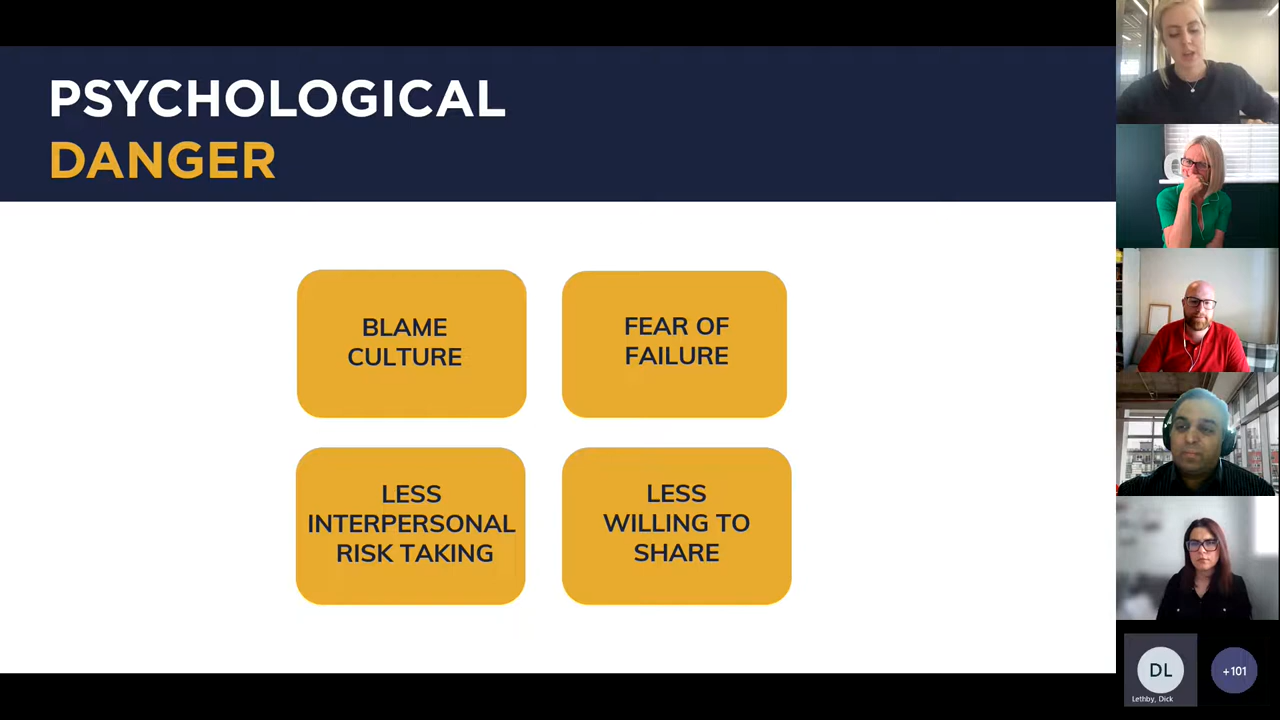 PSYCHOLOGICAL
DANGER
BLAME
CULTURE
FEAR OF
FAILURE
LESS
INTERPERSONAL
RISK TAKING
LESS
WILLING TO
SHARE
DL
Lethby, Dick
+101